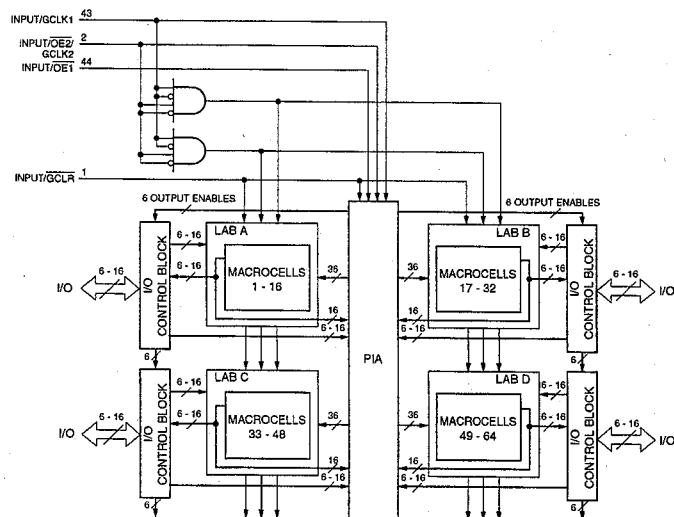 INPUT/GCLK1 43
INPUT/OE2/ 2
GCLK2
INPUT/OE1 44
INPUT/GCLR 1
6 OUTPUT ENABLES
6 OUTPUT ENABLES
LAB A
LAB B
6 - 16
6 - 16
6 - 16
I/O
I/O
CONTROL BLOCK
6 - 16
MACROCELLS
1 - 16
36
36
MACROCELLS
17 - 32
6 - 16
I/O
CONTROL BLOCK
6 - 16
I/O
16
16
6 - 16
6 - 16
PIA
6
6
LAB C
LAB D
6 - 16
6 - 16
6 - 16
I/O
I/O
CONTROL BLOCK
6 - 16
MACROCELLS
33 - 48
36
36
MACROCELLS
49 - 64
6 - 16
I/O
CONTROL BLOCK
6 - 16
I/O
16
16
6 - 16
6 - 16
6
6